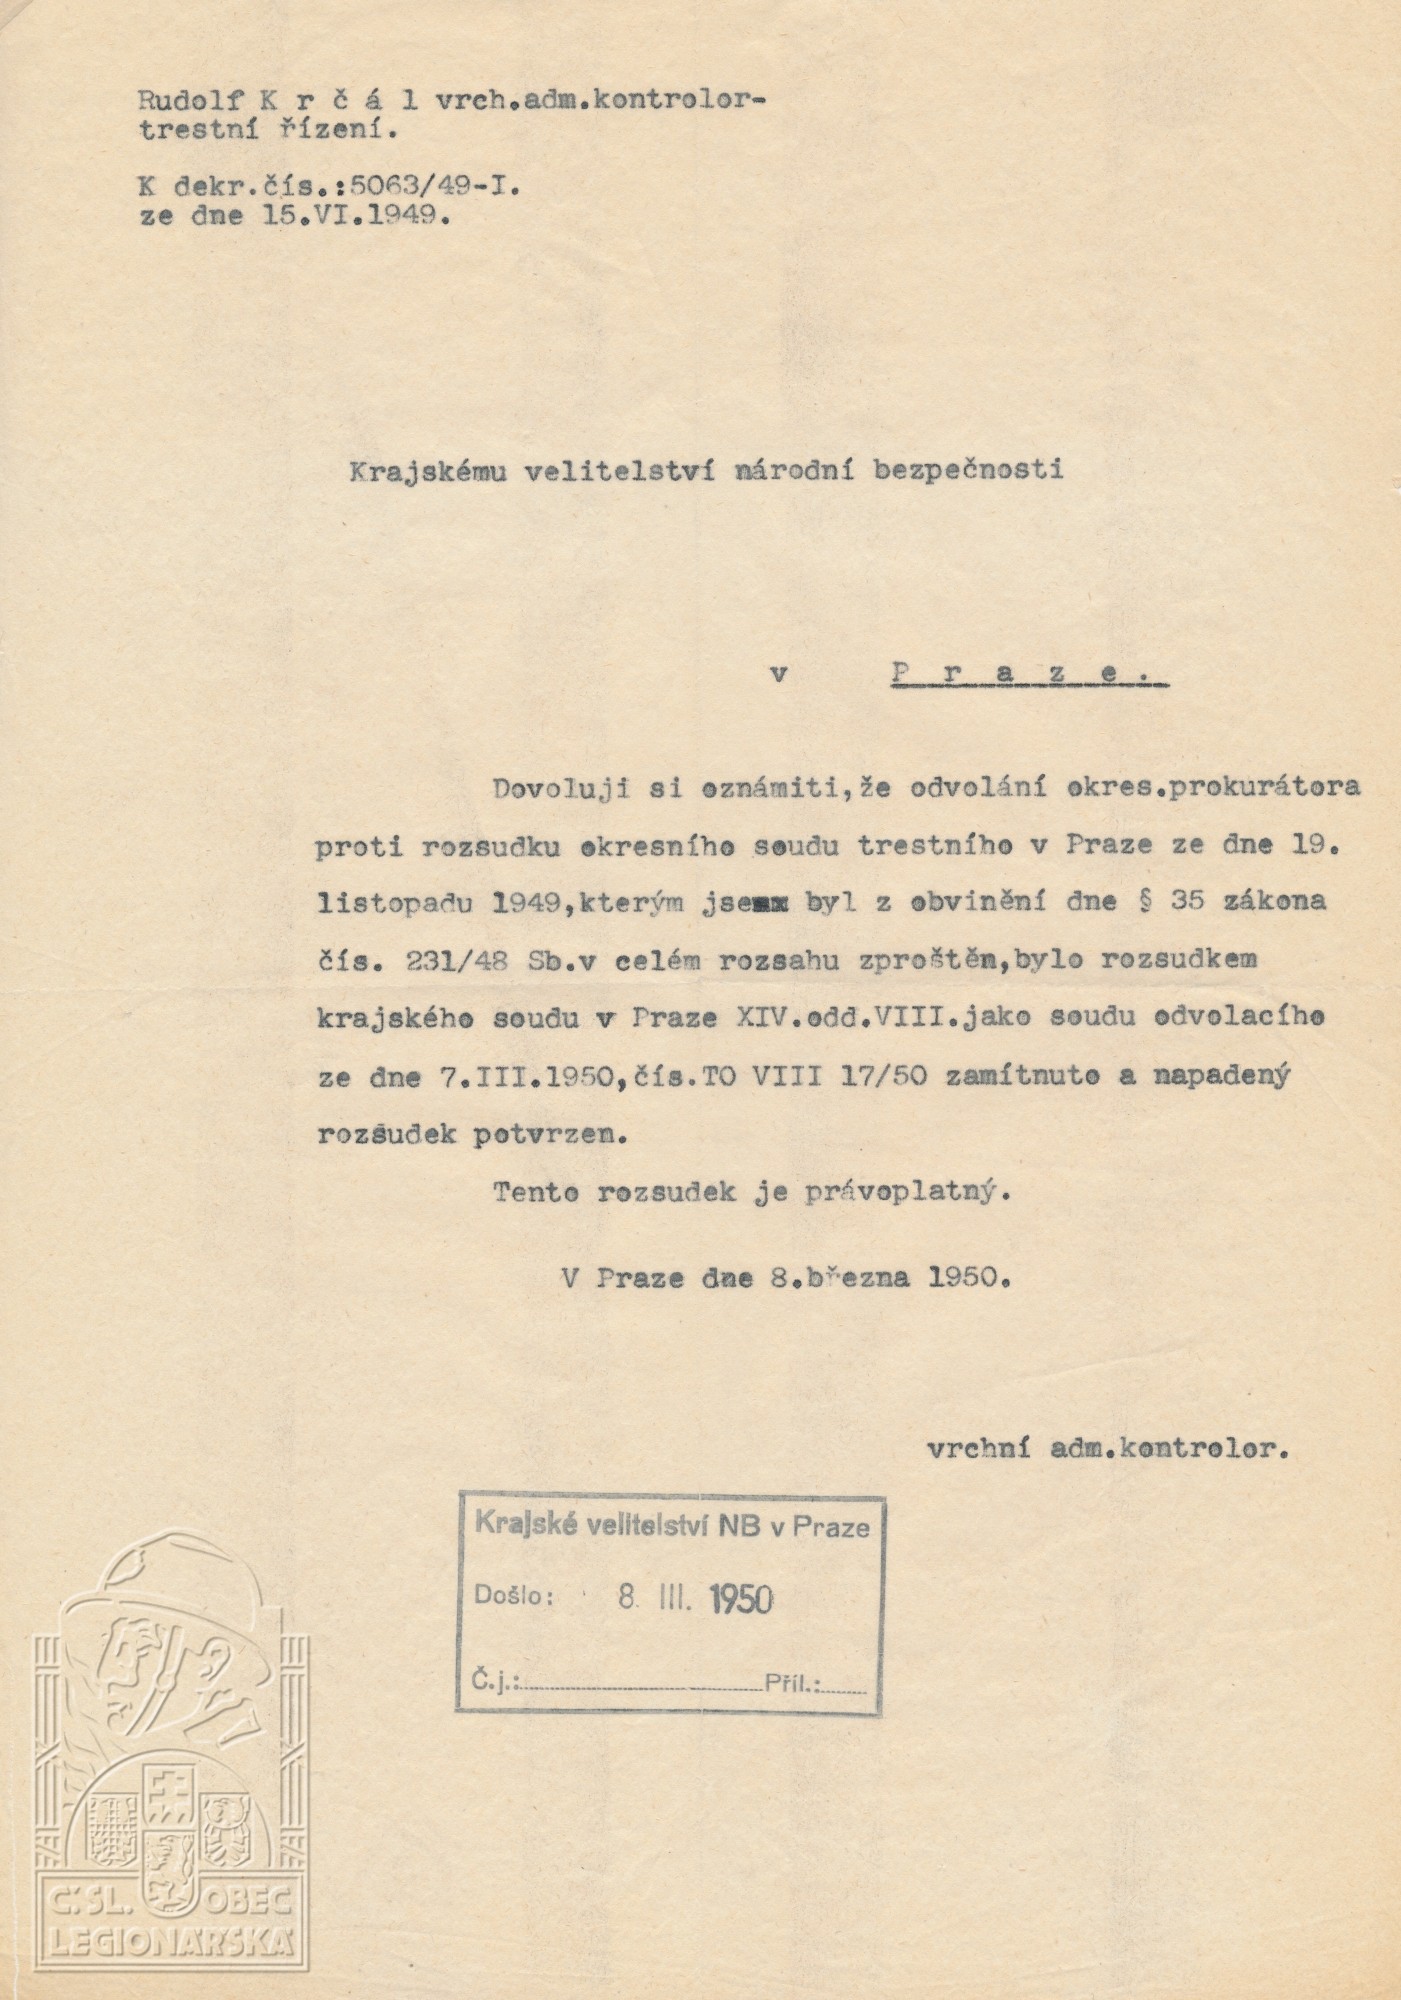 Rudolf K r č á l vrch.adm.kontrolor-
trestní řízení.
K dekr.čís.:5063/49-I.
ze dne 15.VI.1949.
Krajskému velitelství národní bezpečnosti
v P r a z e .
Dovoluji si oznámiti,že odvolání okres.prokurátora
proti rozsudku okresního soudu trestního v Praze ze dne 19.
listopadu 1949,kterým jsem byl z obvinění dne § 35 zákona
čís. 231/48 Sb.v celém rozsahu zproštěn,bylo rozsudkem
krajského soudu v Praze XIV.odd.VIII.jako soudu odvolacího
ze dne 7.III.1950,čís.TO VIII 17/50 zamítnuto a napadený
rozsudek potvrzen.
Tento rozsudek je právoplatný.
V Praze dne 8.března 1950.
vrchní adm.kontrolor.
Krajské velitelství NB v Praze
Došlo: 8. III. 1950
Č.j.: Příl.:
Č.SL. OBEC
LEGIONÁŘSKÁ